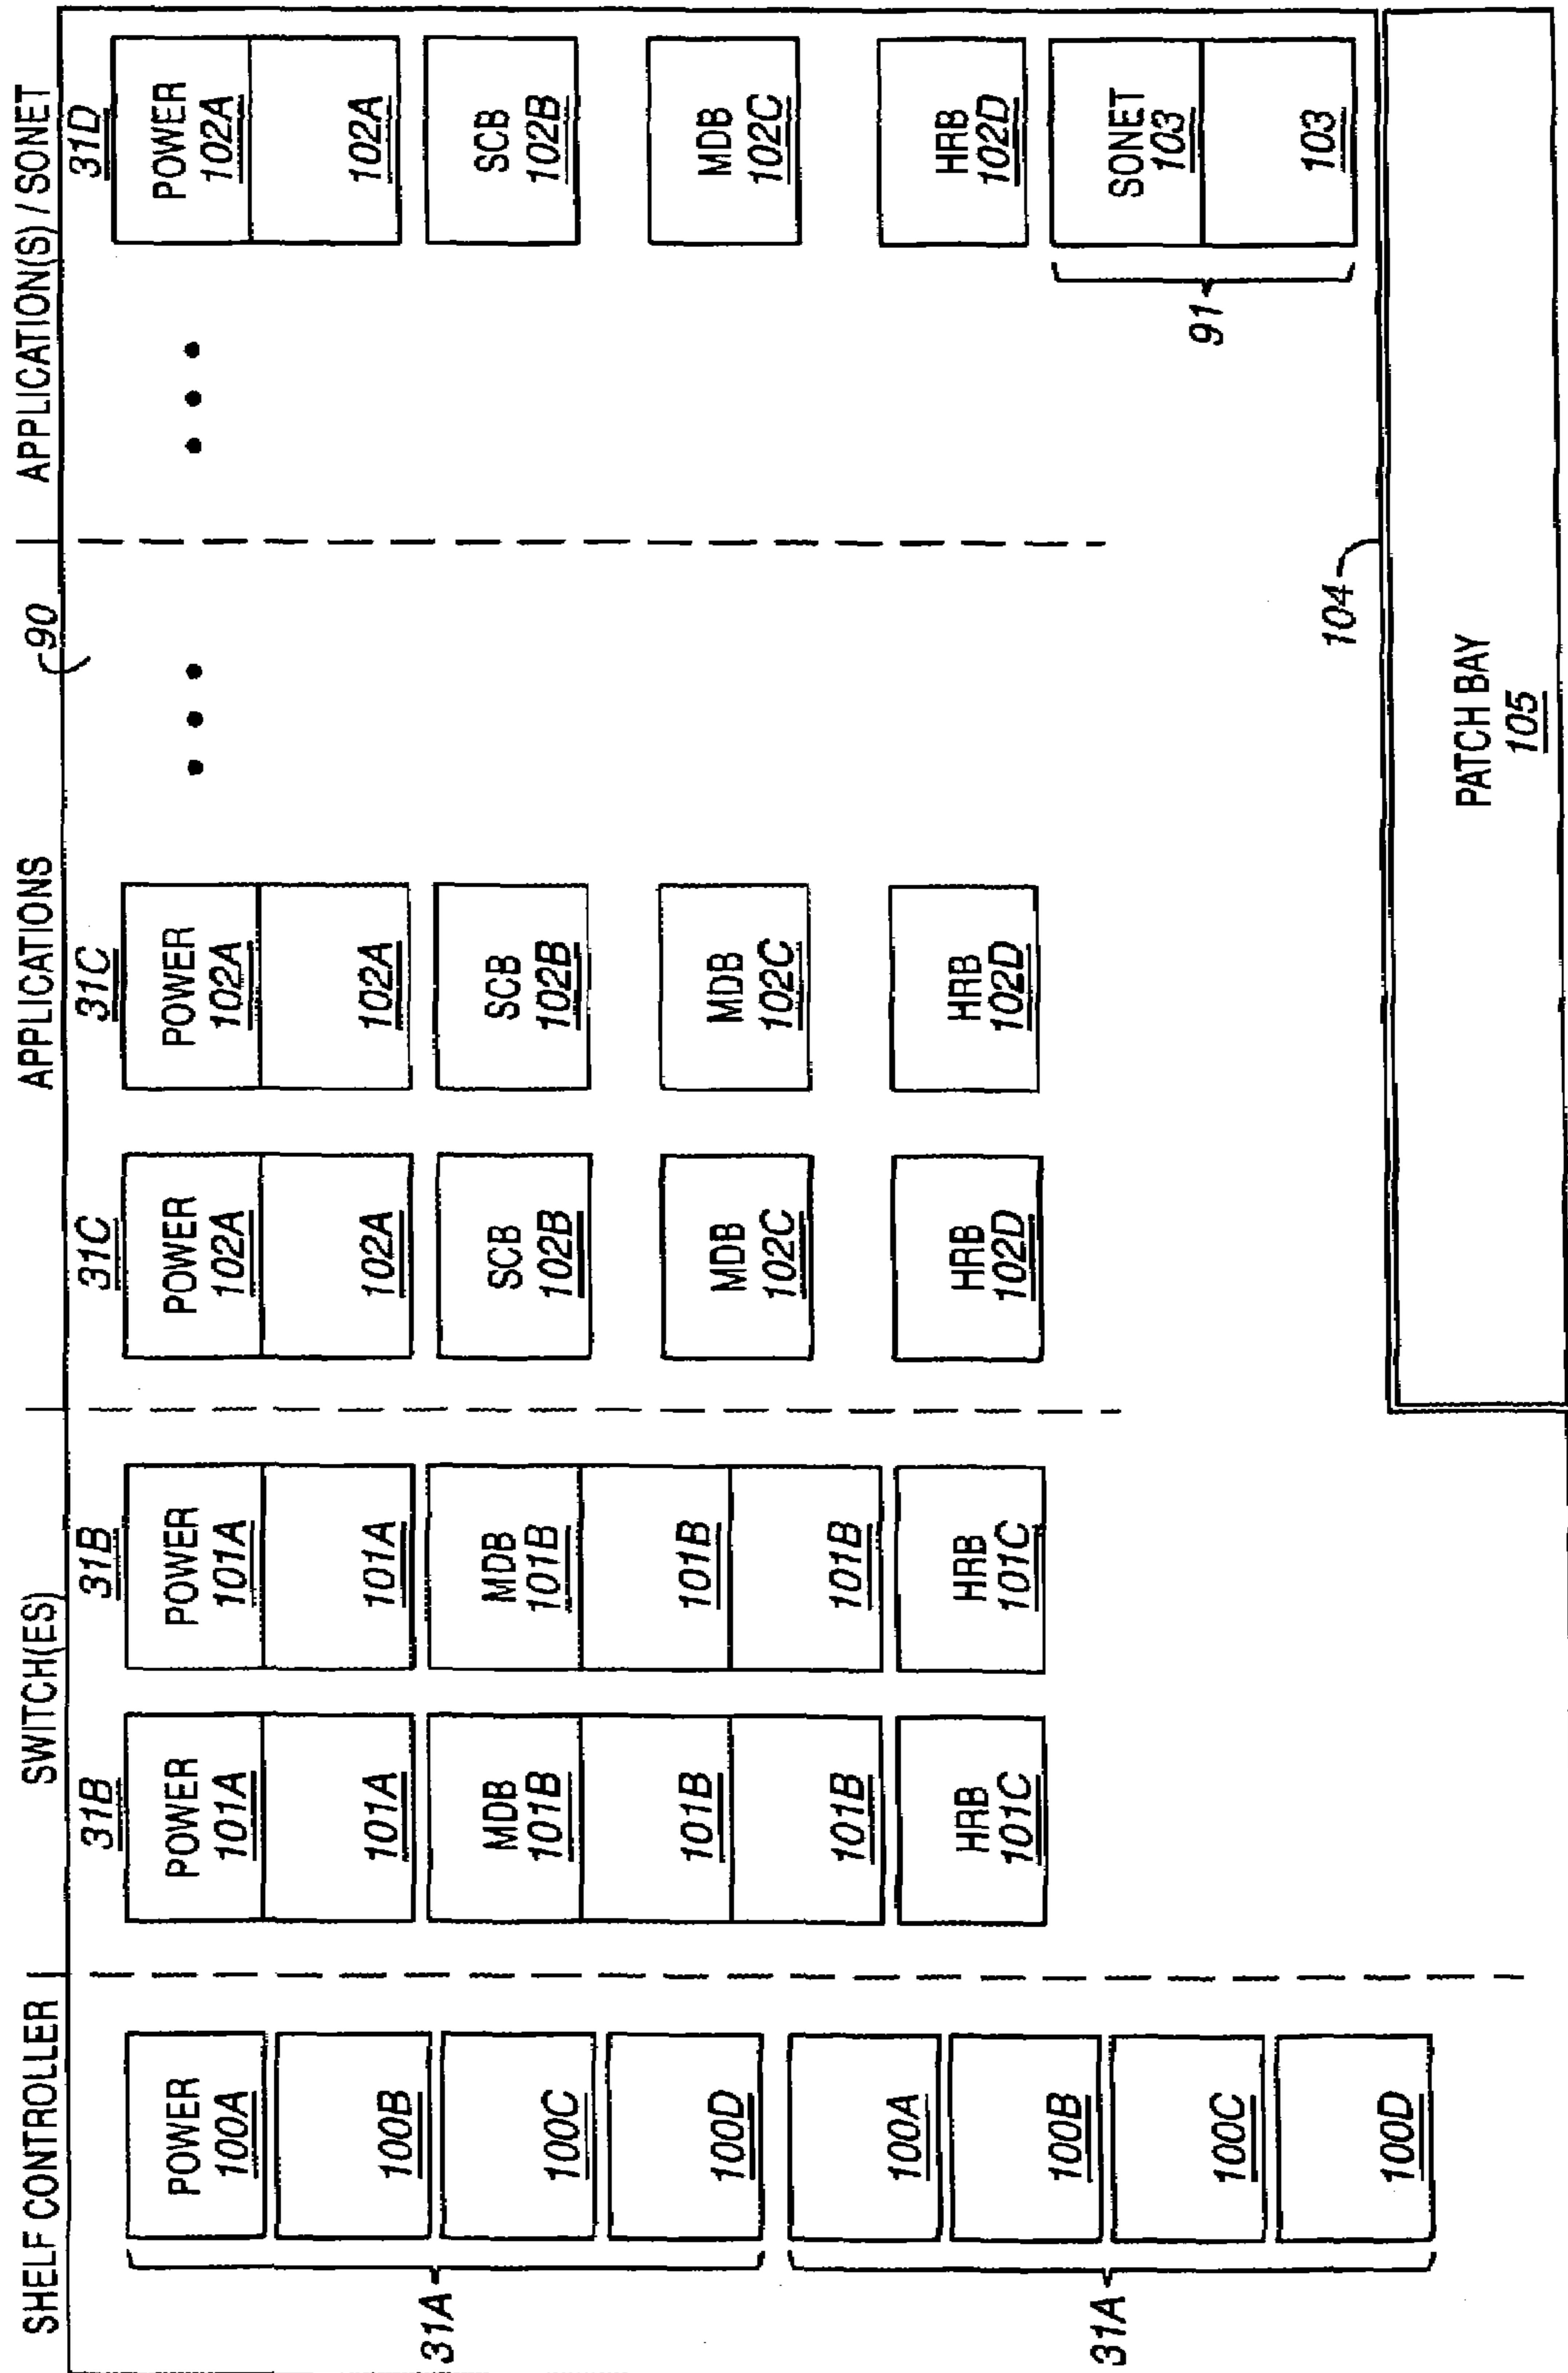 SHELF CONTROLLER
SWITCH(ES)
APPLICATIONS
APPLICATION(S) / SONET
90
31A
POWER
100A
100B
100C
100D
31A
100A
100B
100C
100D
31B
POWER
101A
101A
MDB
101B
101B
101B
HRB
101C
31B
POWER
101A
101A
MDB
101B
101B
101B
HRB
101C
31C
POWER
102A
102A
SCB
102B
MDB
102C
HRB
102D
31C
POWER
102A
102A
SCB
102B
MDB
102C
HRB
102D
31D
POWER
102A
102A
SCB
102B
MDB
102C
HRB
102D
91
SONET
103
103
104
PATCH BAY
105